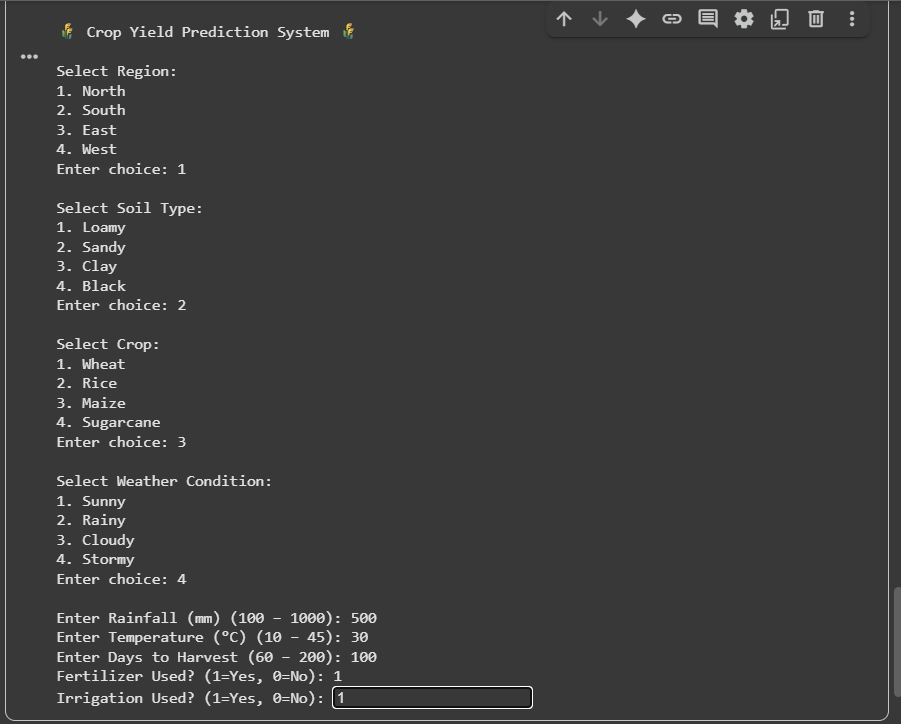 🌾 Crop Yield Prediction System 🌾
Select Region:
1. North
2. South
3. East
4. West
Enter choice: 1
Select Soil Type:
1. Loamy
2. Sandy
3. Clay
4. Black
Enter choice: 2
Select Crop:
1. Wheat
2. Rice
3. Maize
4. Sugarcane
Enter choice: 3
Select Weather Condition:
1. Sunny
2. Rainy
3. Cloudy
4. Stormy
Enter choice: 4
Enter Rainfall (mm) (100 – 1000): 500
Enter Temperature (°C) (10 – 45): 30
Enter Days to Harvest (60 – 200): 100
Fertilizer Used? (1=Yes, 0=No): 1
Irrigation Used? (1=Yes, 0=No): 1